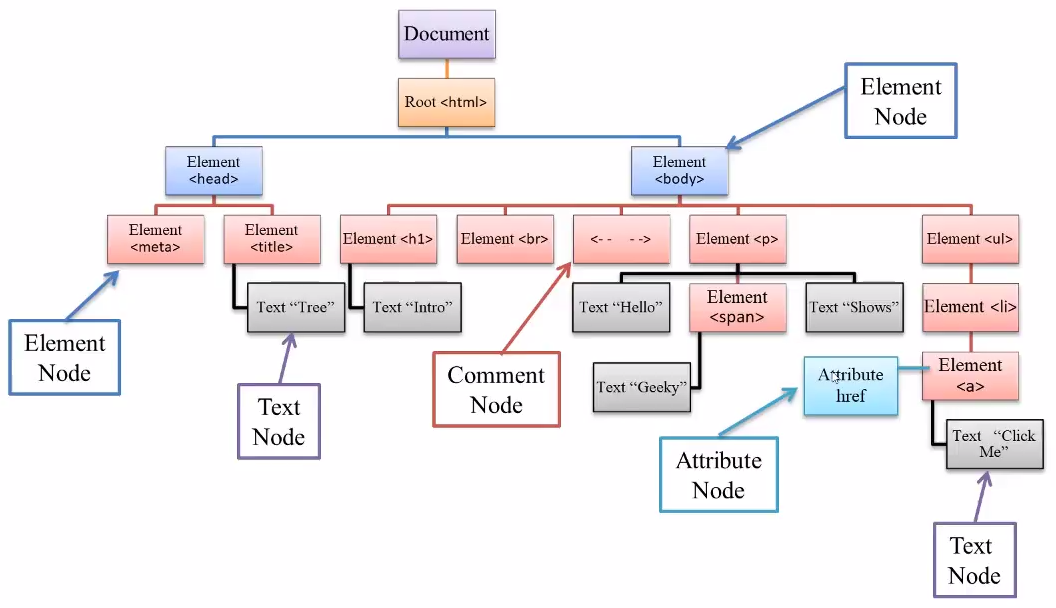 Document
Root <html>
Element
Node
Element
<head>
Element
<body>
Element
<meta>
Element
<title>
Element <h1>
Element <br>
<-- -->
Element <p>
Element <ul>
Text “Tree”
Text “Intro”
Text “Hello”
Element
<span>
Text “Shows”
Element <li>
Element
Node
Comment
Node
Text “Geeky”
Attribute
href
Element
<a>
Text
Node
Attribute
Node
Text “Click
Me”
Text
Node